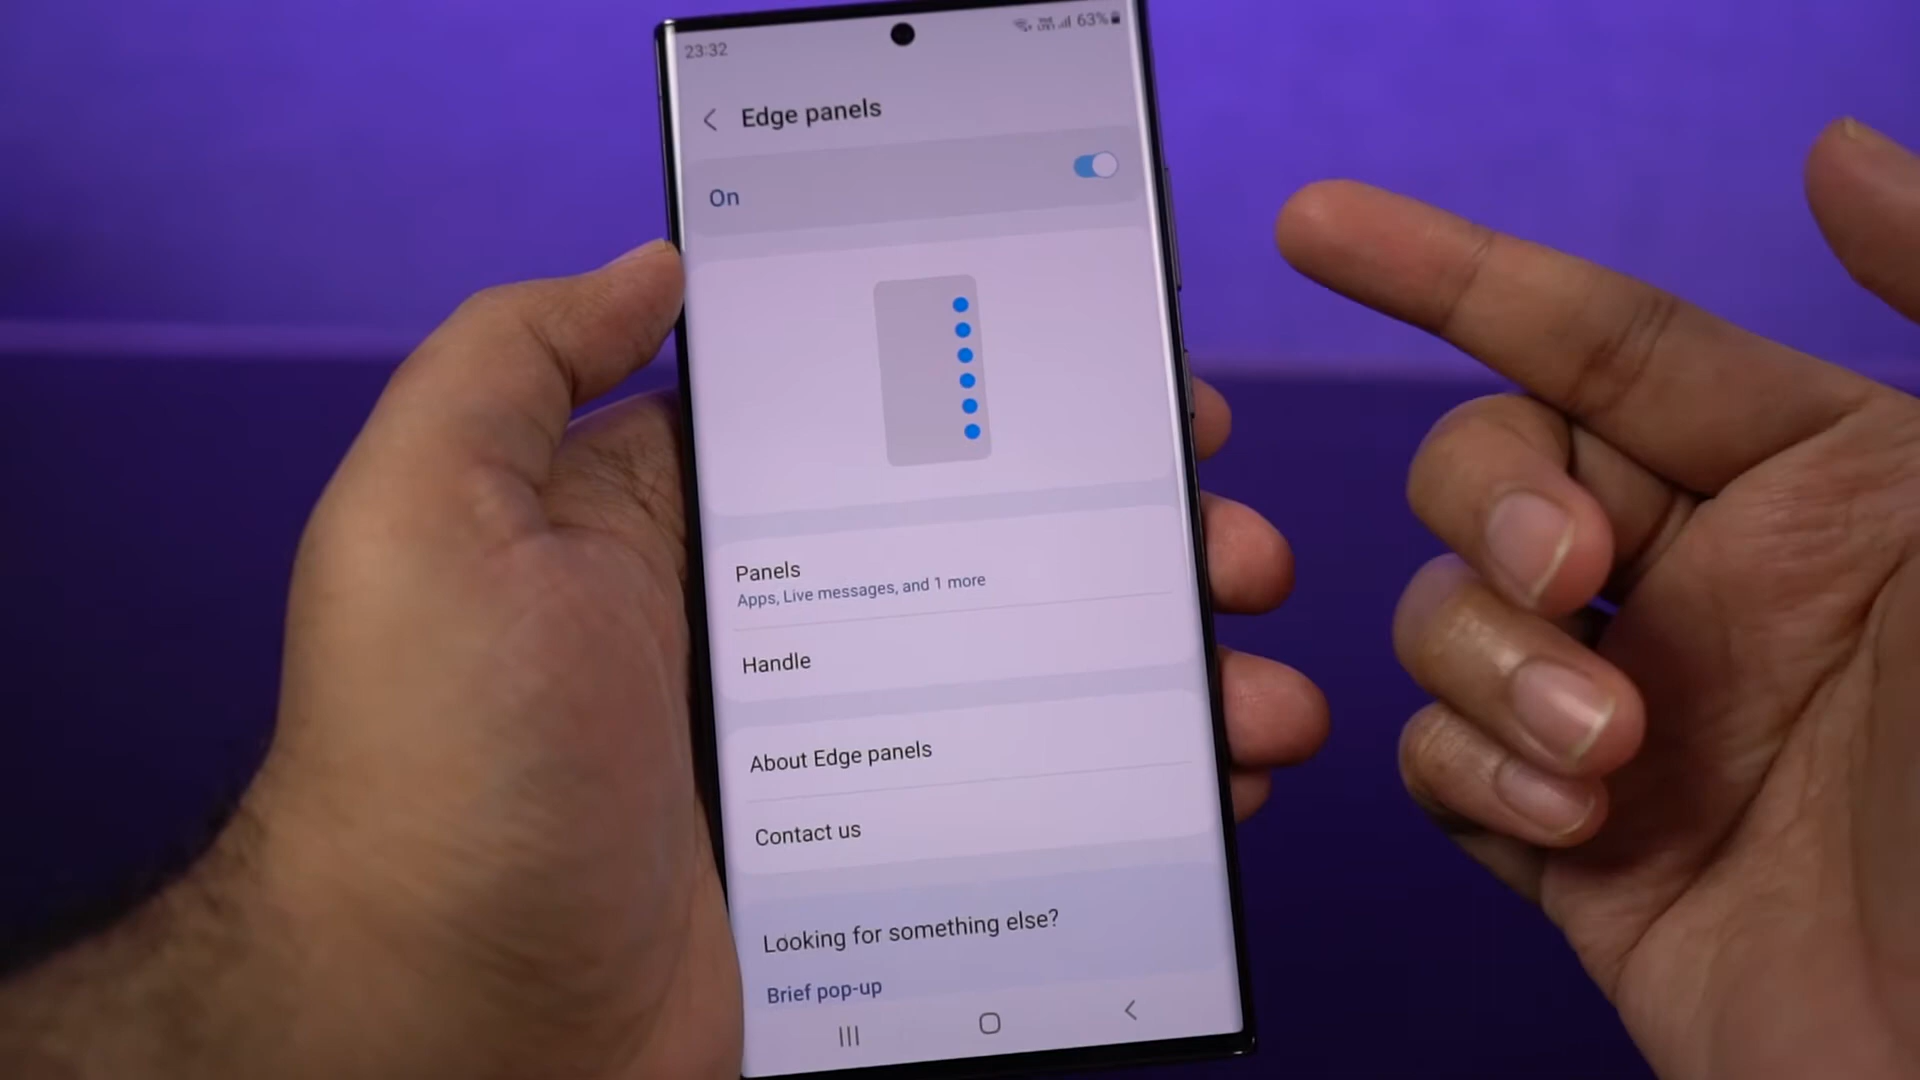 23:32
63%
Edge panels
On
Panels
Apps, Live messages, and 1 more
Handle
About Edge panels
Contact us
Looking for something else?
Brief pop-up